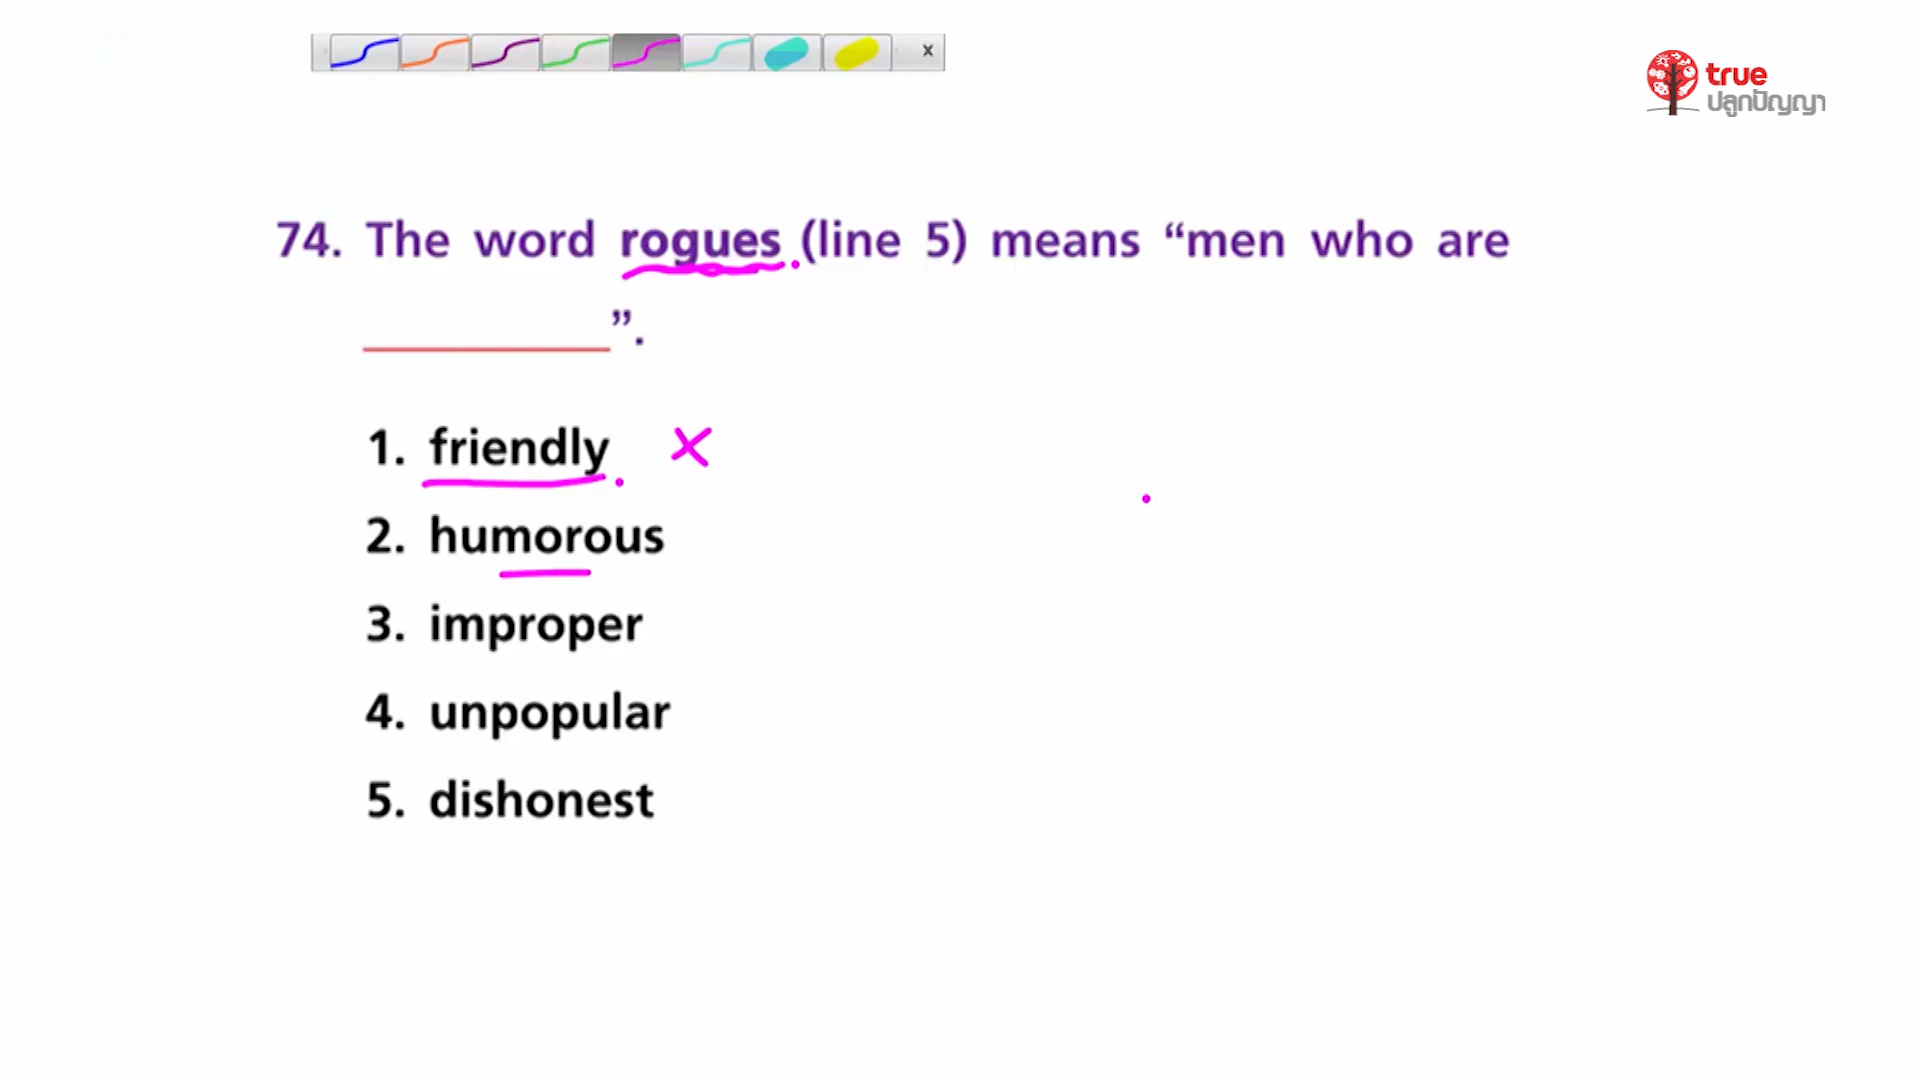 x
true
ปลูกปัญญา
74. The word rogues (line 5) means “men who are
__________”.
1. friendly X
2. humorous
3. improper
4. unpopular
5. dishonest